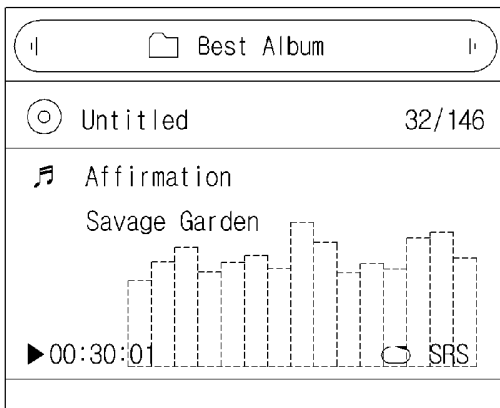 Best Album
Untitled 32/146
Affirmation
Savage Garden
00:30:01 SRS